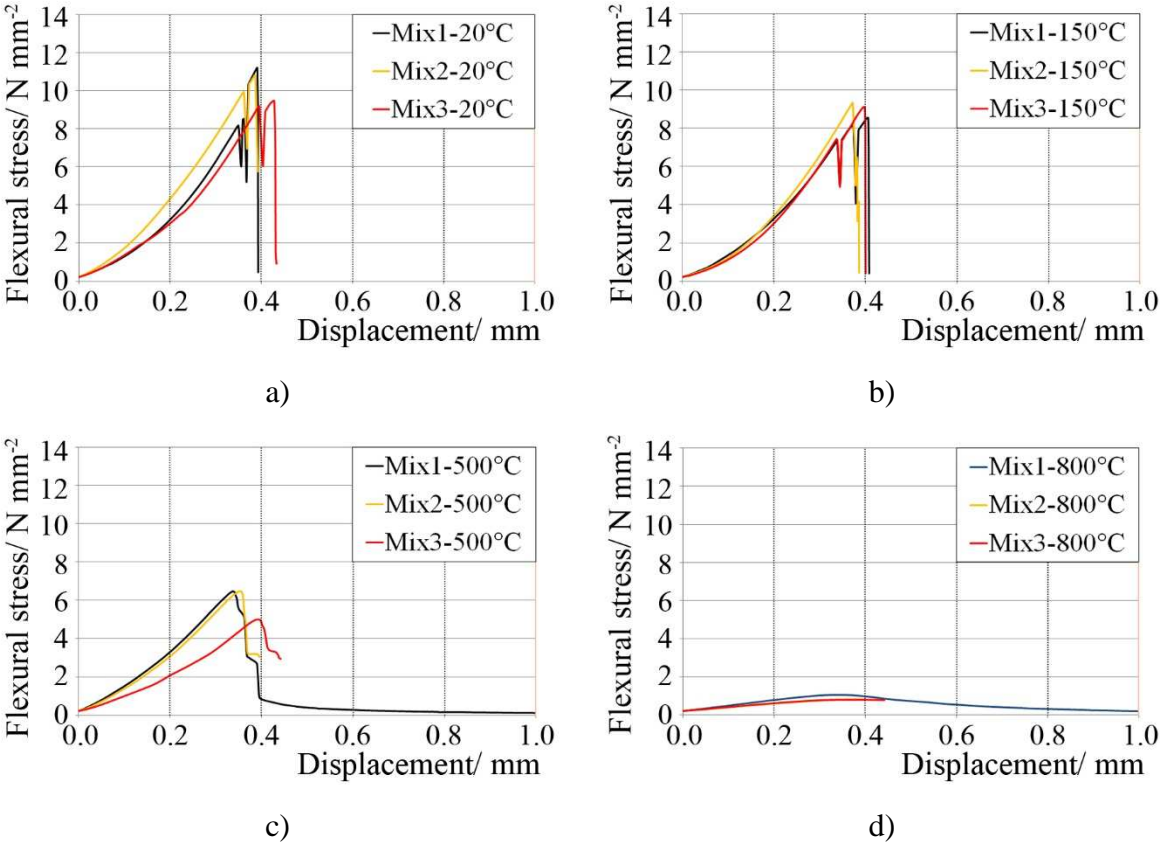 14
12
10
8
6
4
2
0
Flexural stress/ N mm-2
Mix1-20°C
Mix2-20°C
Mix3-20°C
0.0 0.2 0.4 0.6 0.8 1.0
Displacement/ mm
a)
14
12
10
8
6
4
2
0
Flexural stress/ N mm-2
Mix1-150°C
Mix2-150°C
Mix3-150°C
0.0 0.2 0.4 0.6 0.8 1.0
Displacement/ mm
b)
14
12
10
8
6
4
2
0
Flexural stress/ N mm-2
Mix1-500°C
Mix2-500°C
Mix3-500°C
0.0 0.2 0.4 0.6 0.8 1.0
Displacement/ mm
c)
14
12
10
8
6
4
2
0
Flexural stress/ N mm-2
Mix1-800°C
Mix2-800°C
Mix3-800°C
0.0 0.2 0.4 0.6 0.8 1.0
Displacement/ mm
d)